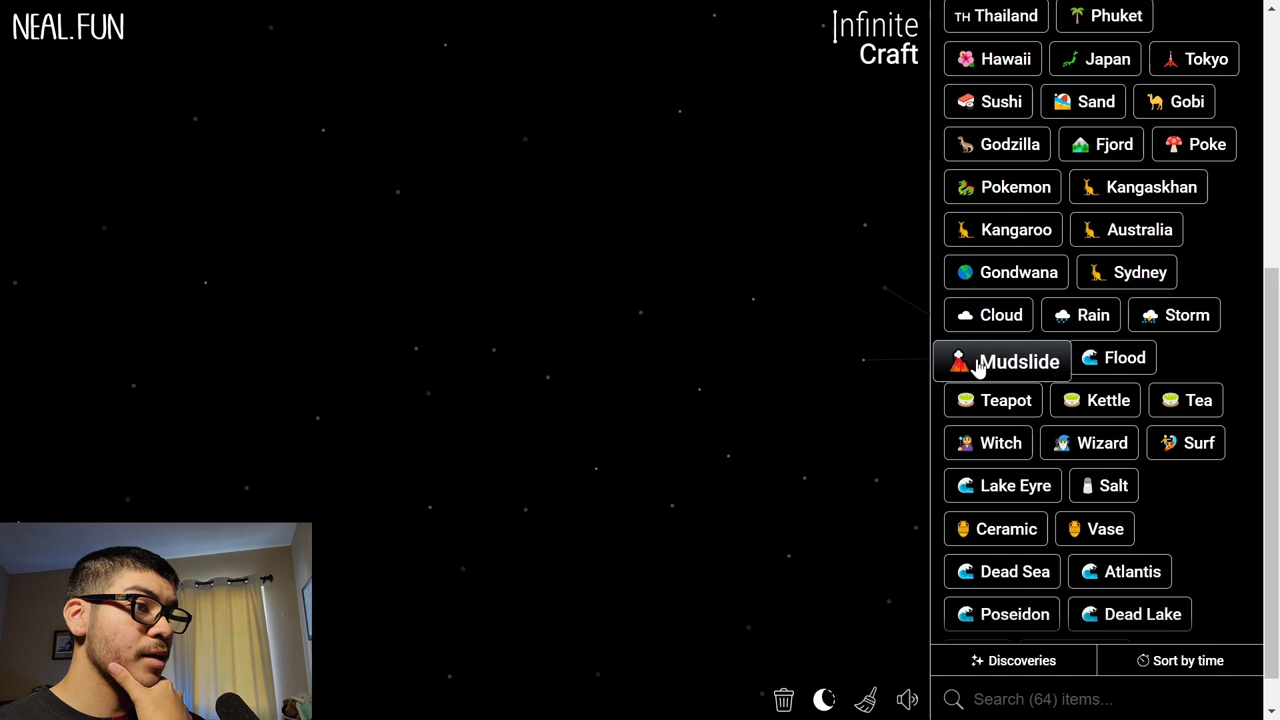 NEAL.FUN
Infinite
Craft
TH Thailand
Phuket
Hawaii
Japan
Tokyo
Sushi
Sand
Gobi
Godzilla
Fjord
Poke
Pokemon
Kangaskhan
Kangaroo
Australia
Gondwana
Sydney
Cloud
Rain
Storm
Mudslide
Flood
Teapot
Kettle
Tea
Witch
Wizard
Surf
Lake Eyre
Salt
Ceramic
Vase
Dead Sea
Atlantis
Poseidon
Dead Lake
Discoveries
Sort by time
Search (64) items...